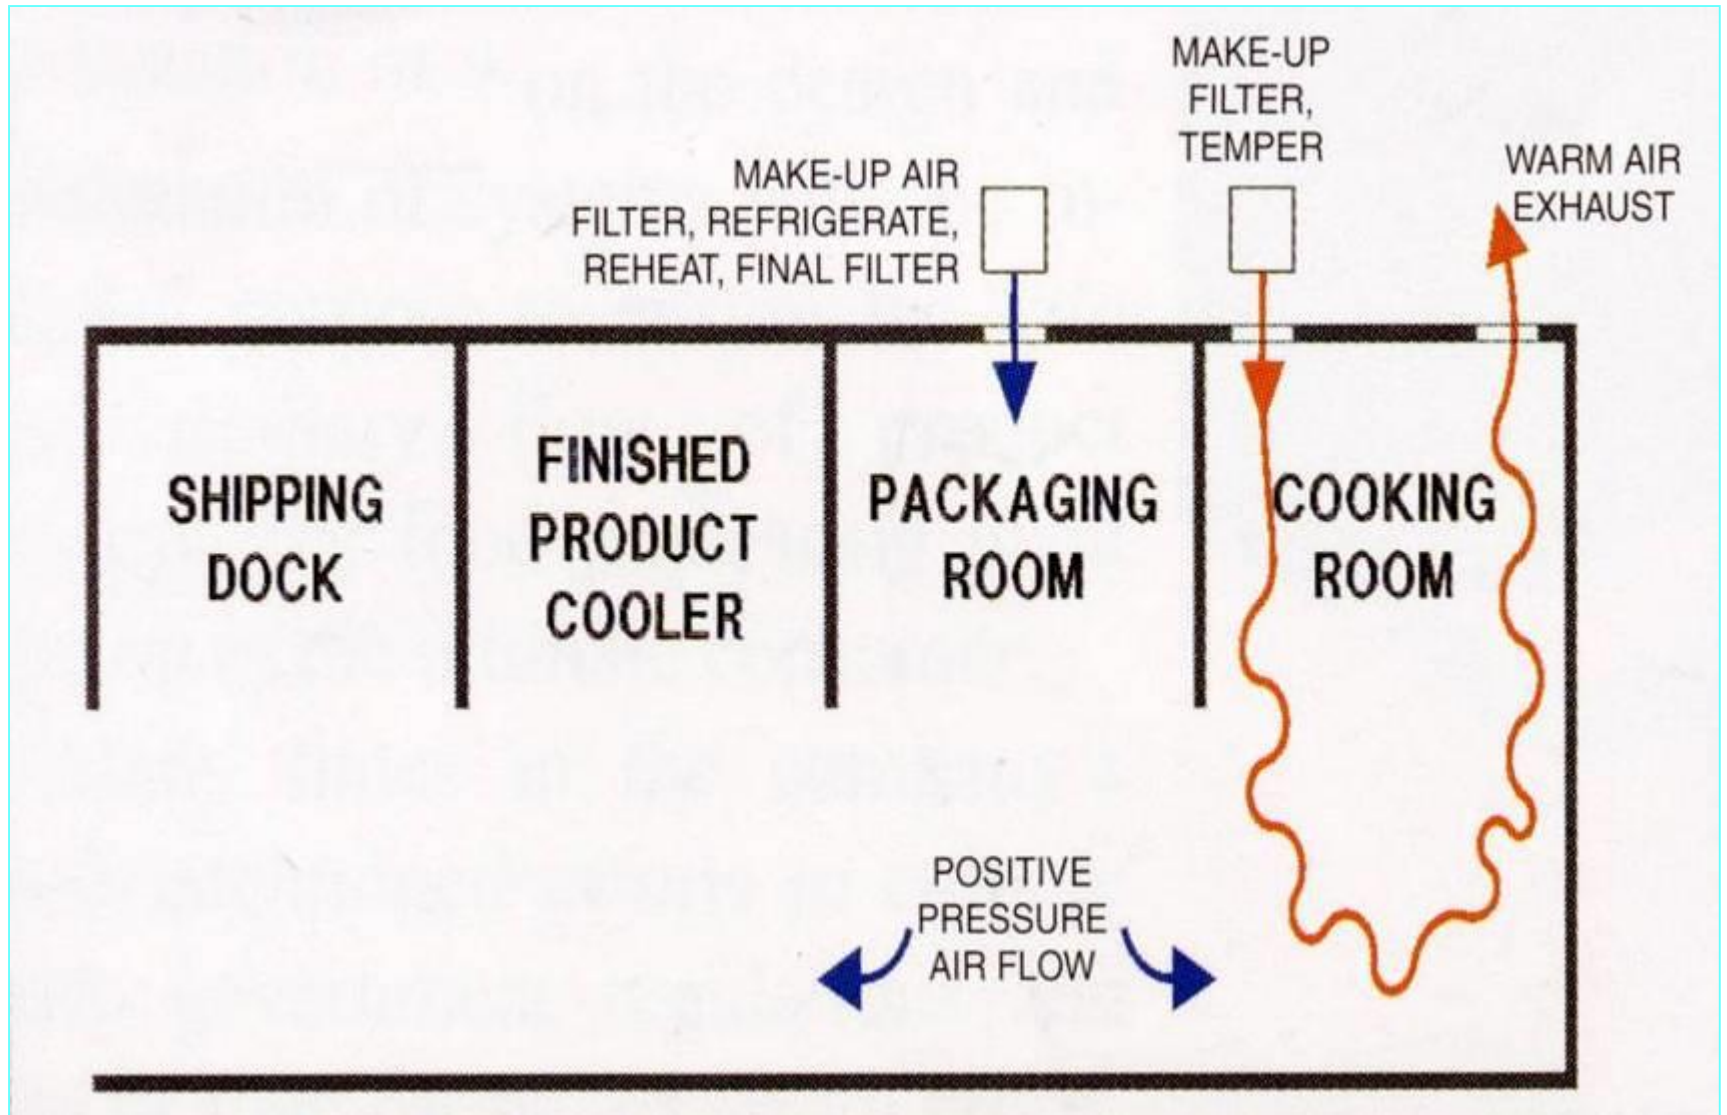 MAKE-UP
FILTER,
TEMPER
WARM AIR
EXHAUST
MAKE-UP AIR
FILTER, REFRIGERATE,
REHEAT, FINAL FILTER
SHIPPING
DOCK
FINISHED
PRODUCT
COOLER
PACKAGING
ROOM
COOKING
ROOM
POSITIVE
PRESSURE
AIR FLOW